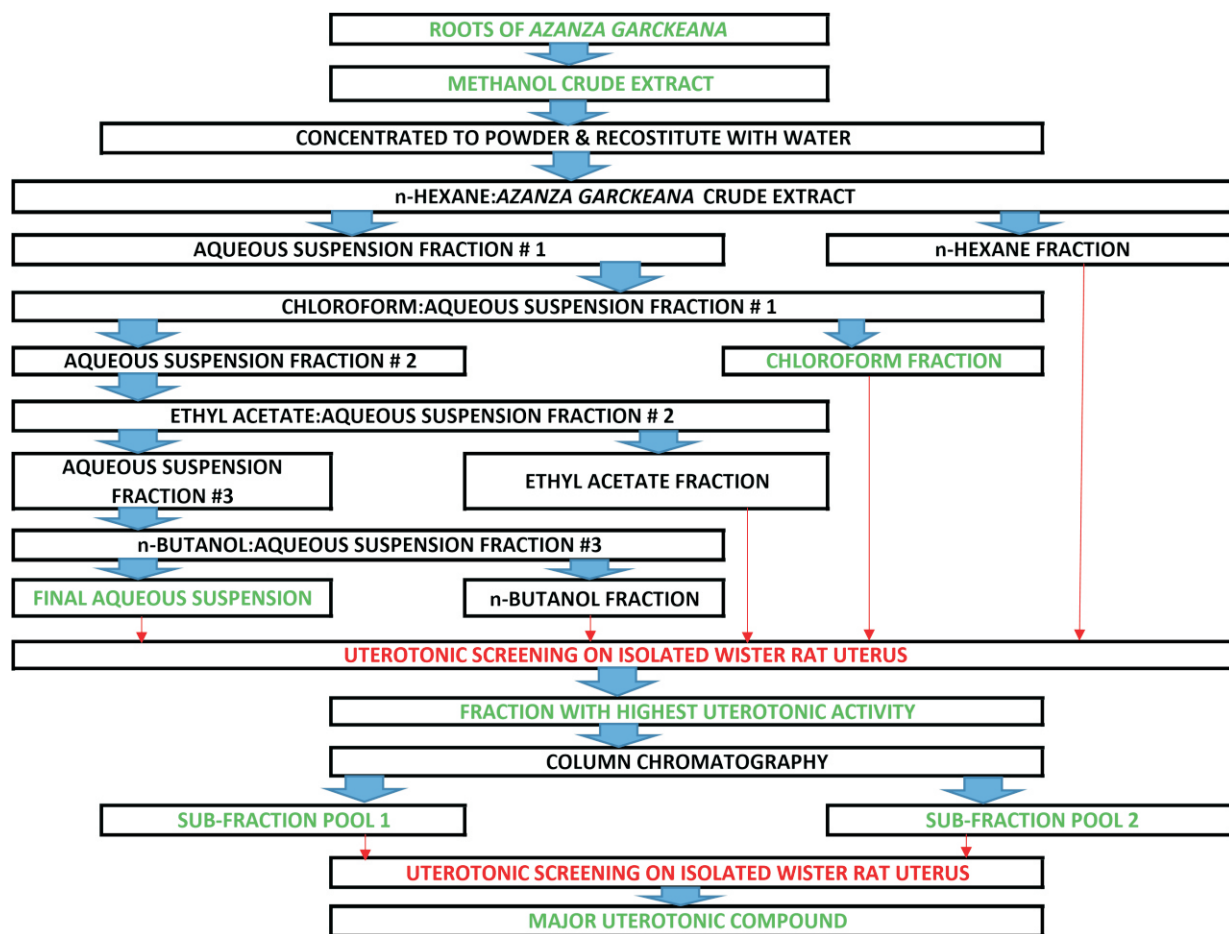 ROOTS OF AZANZA GARCKEANA
METHANOL CRUDE EXTRACT
CONCENTRATED TO POWDER & RECOSTITUTE WITH WATER
n-HEXANE:AZANZA GARCKEANA CRUDE EXTRACT
AQUEOUS SUSPENSION FRACTION # 1
n-HEXANE FRACTION
CHLOROFORM:AQUEOUS SUSPENSION FRACTION # 1
AQUEOUS SUSPENSION FRACTION # 2
CHLOROFORM FRACTION
ETHYL ACETATE:AQUEOUS SUSPENSION FRACTION # 2
AQUEOUS SUSPENSION
FRACTION #3
ETHYL ACETATE FRACTION
n-BUTANOL:AQUEOUS SUSPENSION FRACTION #3
FINAL AQUEOUS SUSPENSION
n-BUTANOL FRACTION
UTEROTONIC SCREENING ON ISOLATED WISTER RAT UTERUS
FRACTION WITH HIGHEST UTEROTONIC ACTIVITY
COLUMN CHROMATOGRAPHY
SUB-FRACTION POOL 1
SUB-FRACTION POOL 2
UTEROTONIC SCREENING ON ISOLATED WISTER RAT UTERUS
MAJOR UTEROTONIC COMPOUND